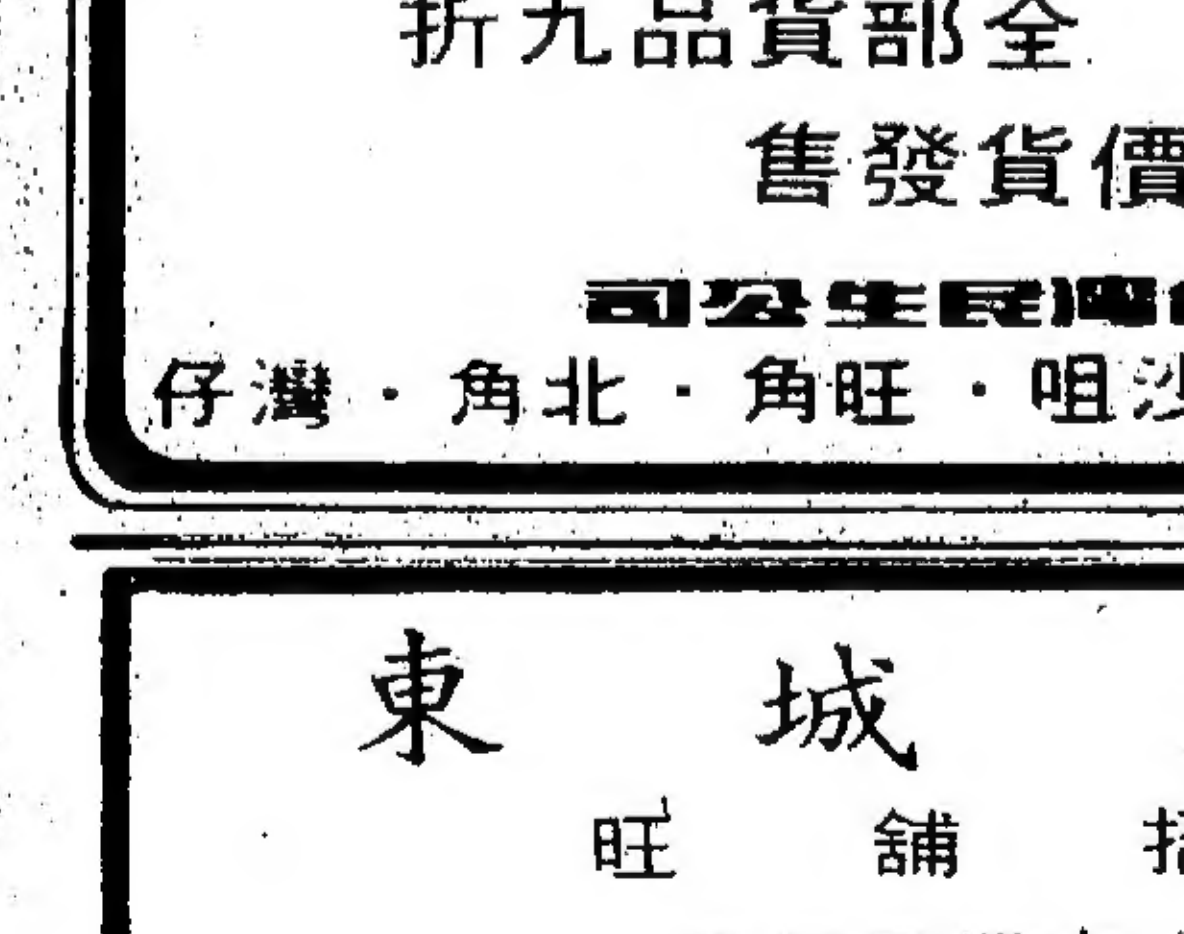 全部貨品九折
價貨發售
民生公司
沙咀・旺角・北角・灣仔
城東
舖旺